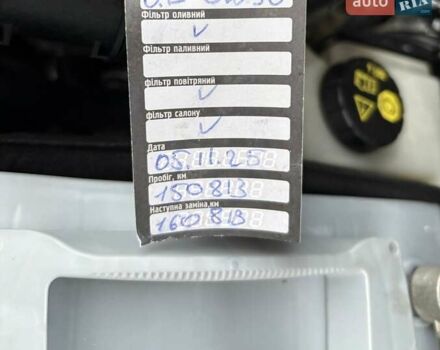 auto
RIA
Фільтр оливний
✓
Фільтр паливний
Фільтр повітряний
✓
Фільтр салону
✓
Дата
05.11.25
Пробіг, км
150813
Наступна заміна, км
160813